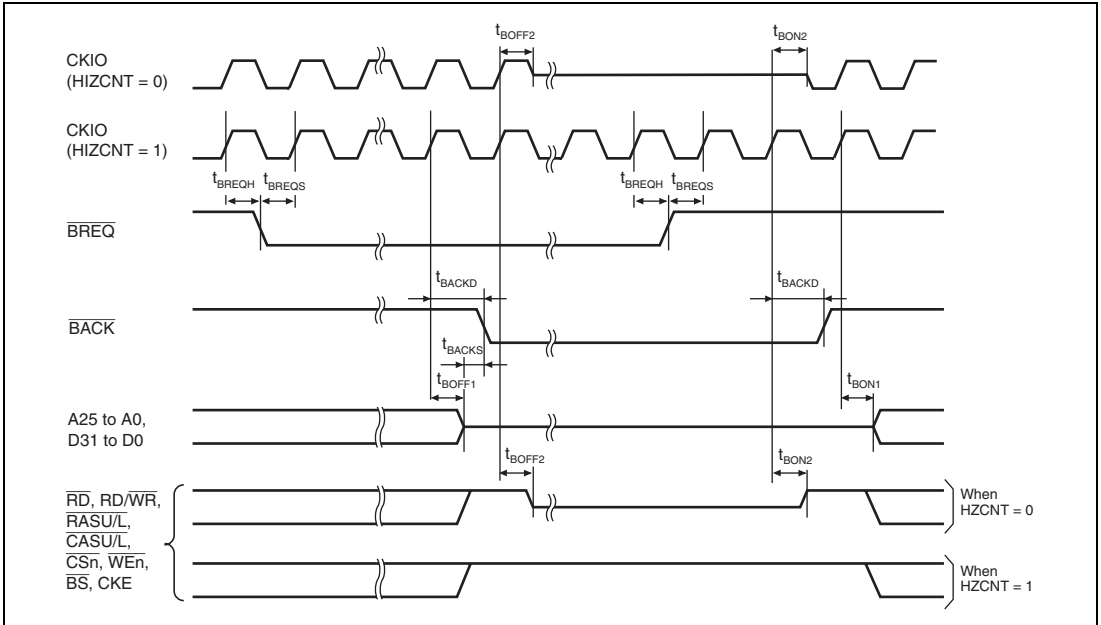 tBOFF2
tBON2
CKIO
(HIZCNT = 0)
CKIO
(HIZCNT = 1)
tBREQH
tBREQS
tBREQH
tBREQS
BREQ
tBACKD
tBACKD
BACK
tBACKS
tBOFF1
tBON1
A25 to A0,
D31 to D0
tBOFF2
tBON2
RD, RD/WR,
RASU/L,
CASU/L,
CSn, WEn,
BS, CKE
When
HZCNT = 0
When
HZCNT = 1